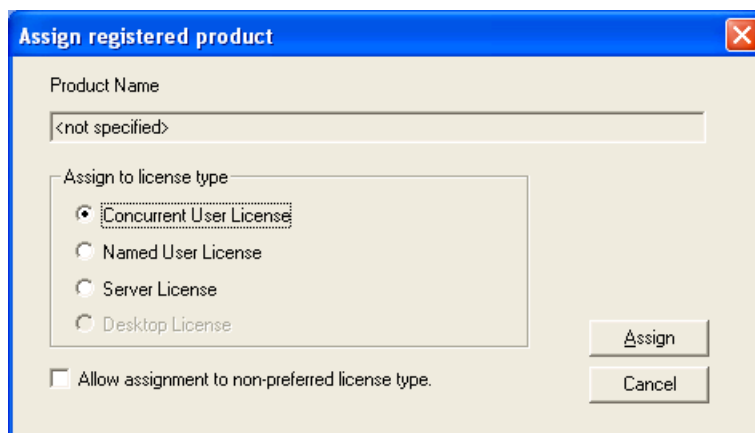 Assign registered product
Product Name
<not specified>
Assign to license type
Concurrent User License
Named User License
Server License
Desktop License
Assign
Allow assignment to non-preferred license type.
Cancel